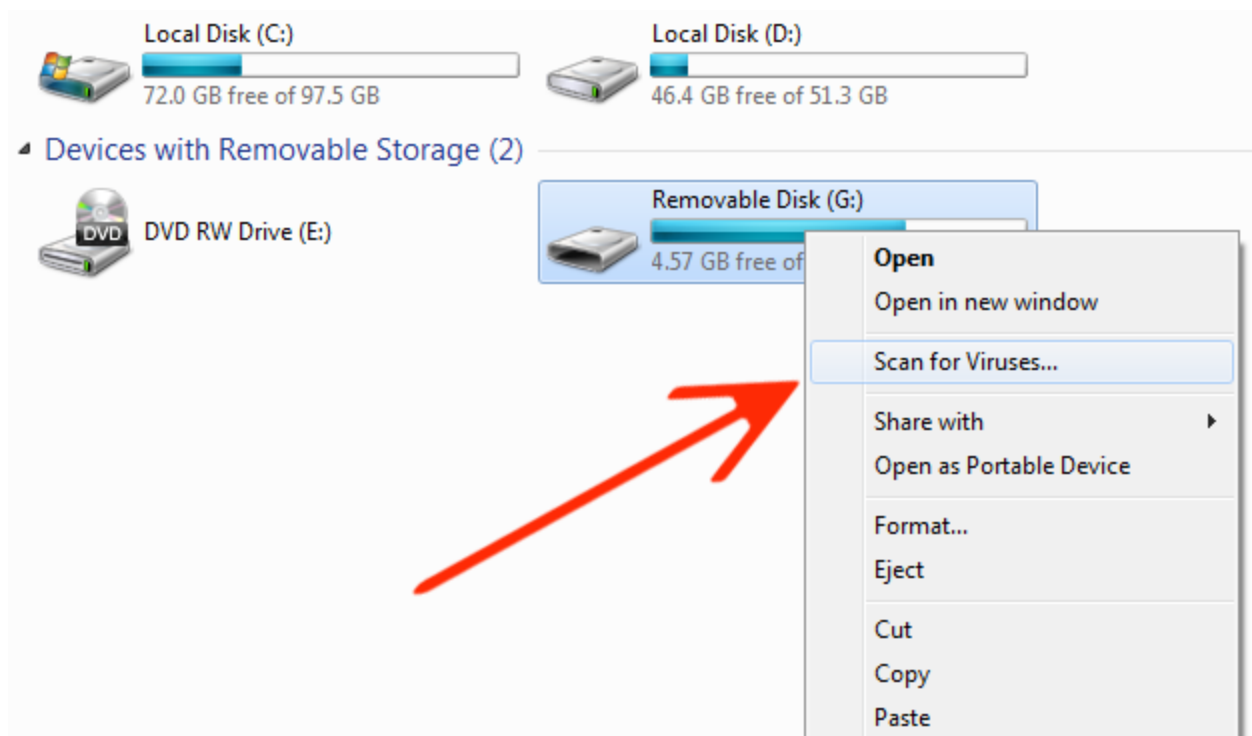 Local Disk (C:)
72.0 GB free of 97.5 GB
Local Disk (D:)
46.4 GB free of 51.3 GB
Devices with Removable Storage (2)
DVD
DVD RW Drive (E:)
Removable Disk (G:)
4.57 GB free of
Open
Open in new window
Scan for Viruses...
Share with
Open as Portable Device
Format...
Eject
Cut
Copy
Paste